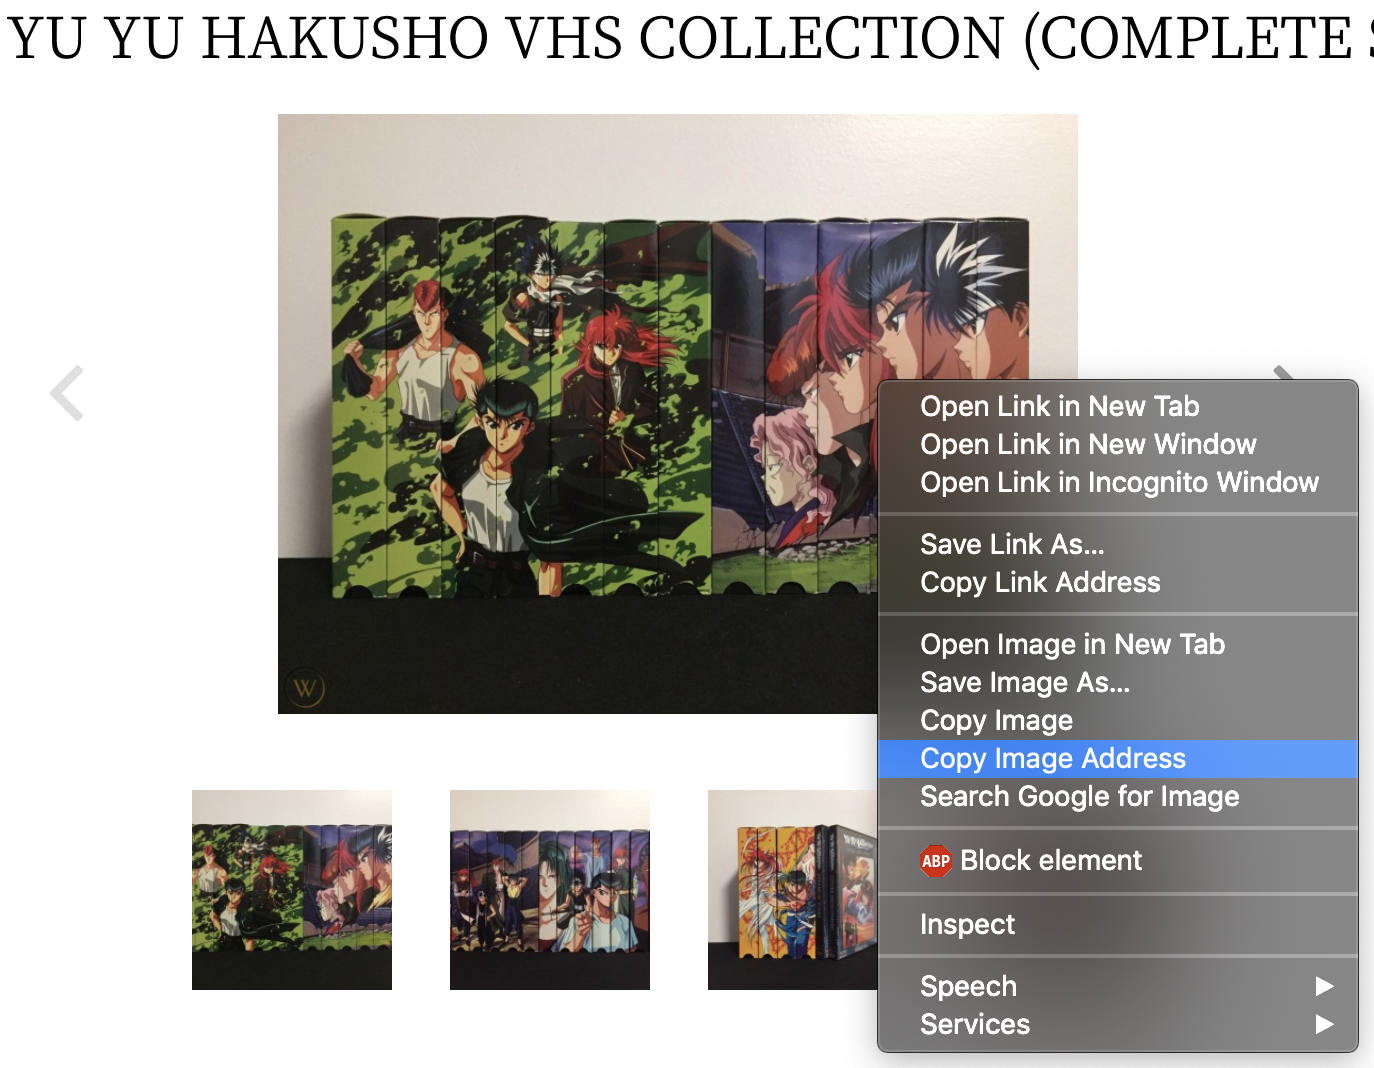 YU YU HAKUSHO VHS COLLECTION (COMPLETE
W
Open Link in New Tab
Open Link in New Window
Open Link in Incognito Window
Save Link As...
Copy Link Address
Open Image in New Tab
Save Image As...
Copy Image
Copy Image Address
Search Google for Image
ABP Block element
Inspect
Speech
Services